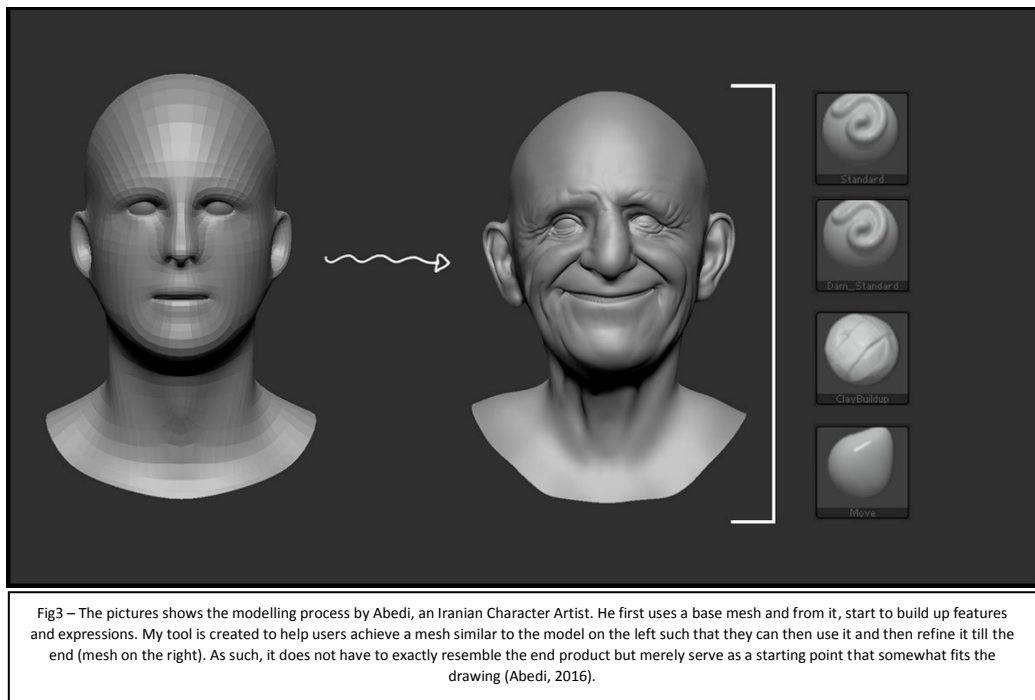 Standard
Dam_Standard
ClayBuildup
Move
Fig3 – The pictures shows the modelling process by Abedi, an Iranian Character Artist. He first uses a base mesh and from it, start to build up features
and expressions. My tool is created to help users achieve a mesh similar to the model on the left such that they can then use it and then refine it till the
end (mesh on the right). As such, it does not have to exactly resemble the end product but merely serve as a starting point that somewhat fits the
drawing (Abedi, 2016).